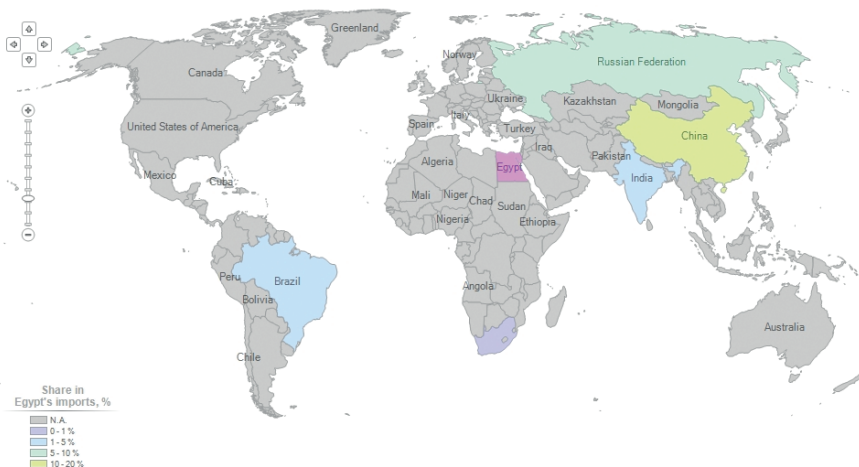 Greenland
Norway
Russian Federation
Canada
Ukraine
Kazakhstan
Mongolia
United States of America
Spain
Italy
Turkey
China
Iraq
Algeria
Egypt
Pakistan
Mexico
Cuba
India
Mali
Niger
Chad
Sudan
Nigeria
Ethiopia
Peru
Brazil
Angola
Bolivia
Australia
Chile
Share in
Egypt's imports, %
N.A.
0 - 1 %
1 - 5 %
5 - 10 %
10 - 20 %